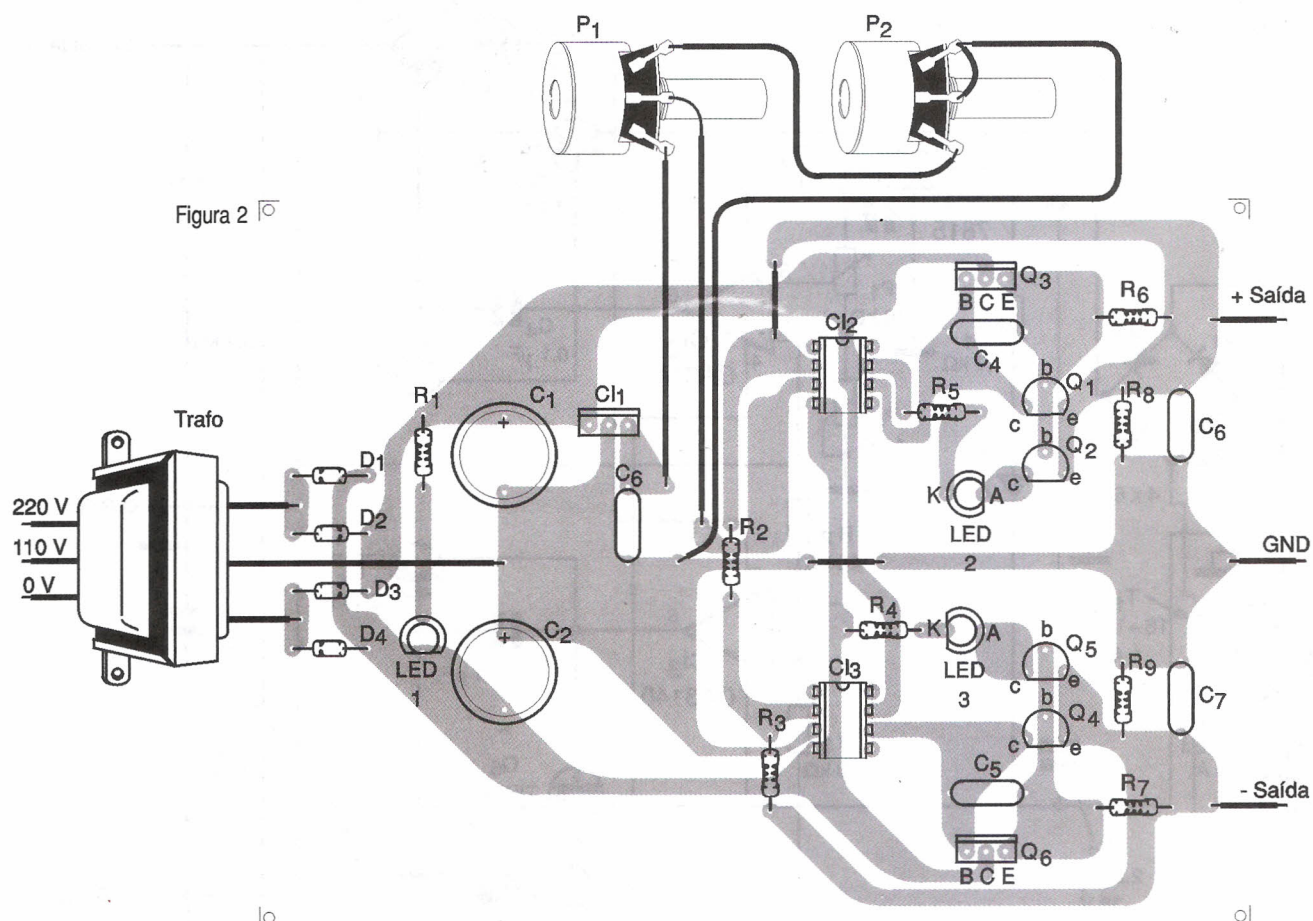 P1
P2
Figura 2
Trafo
220 V
110 V
0 V
D1
D2
D3
D4
R1
LED
1
C1
+
C2
+
CI1
C6
R2
R3
CI2
CI3
R4
R5
Q3
B C E
C4
b
Q1
c
e
b
Q2
c
e
K
A
LED
2
K
A
LED
3
b
Q5
c
e
b
Q4
c
e
C5
Q6
B C E
R6
R8
C6
R9
C7
R7
+ Saída
GND
- Saída